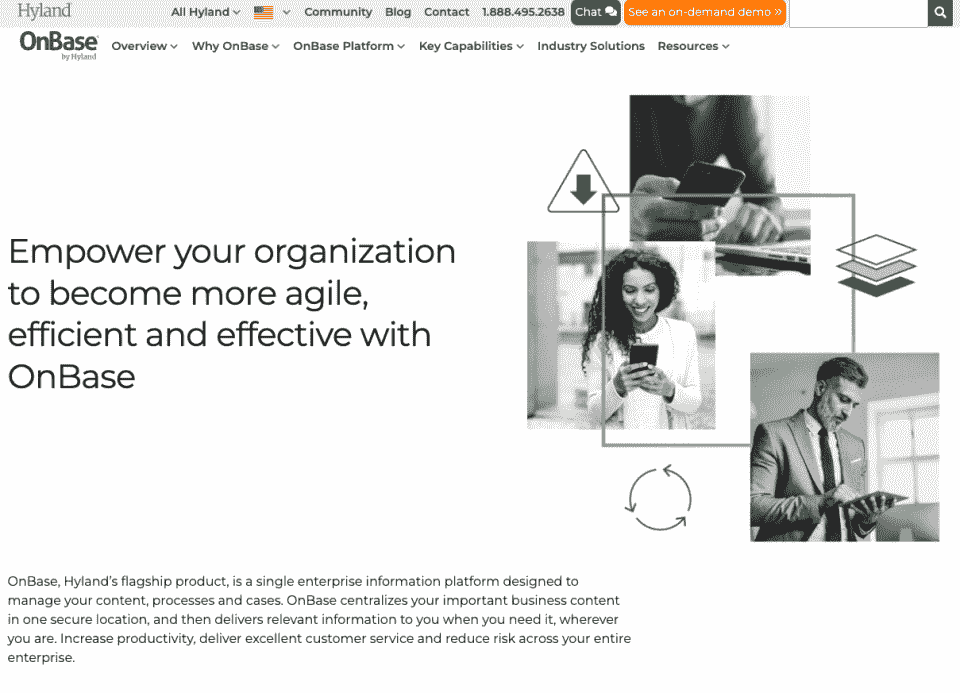 Hyland
All Hyland Community Blog Contact 1.888.495.2638 Chat See an on-demand demo »
OnBase
by Hyland
Overview Why OnBase OnBase Platform Key Capabilities Industry Solutions Resources
Empower your organization
to become more agile,
efficient and effective with
OnBase
OnBase, Hyland's flagship product, is a single enterprise information platform designed to
manage your content, processes and cases. OnBase centralizes your important business content
in one secure location, and then delivers relevant information to you when you need it, wherever
you are. Increase productivity, deliver excellent customer service and reduce risk across your entire
enterprise.